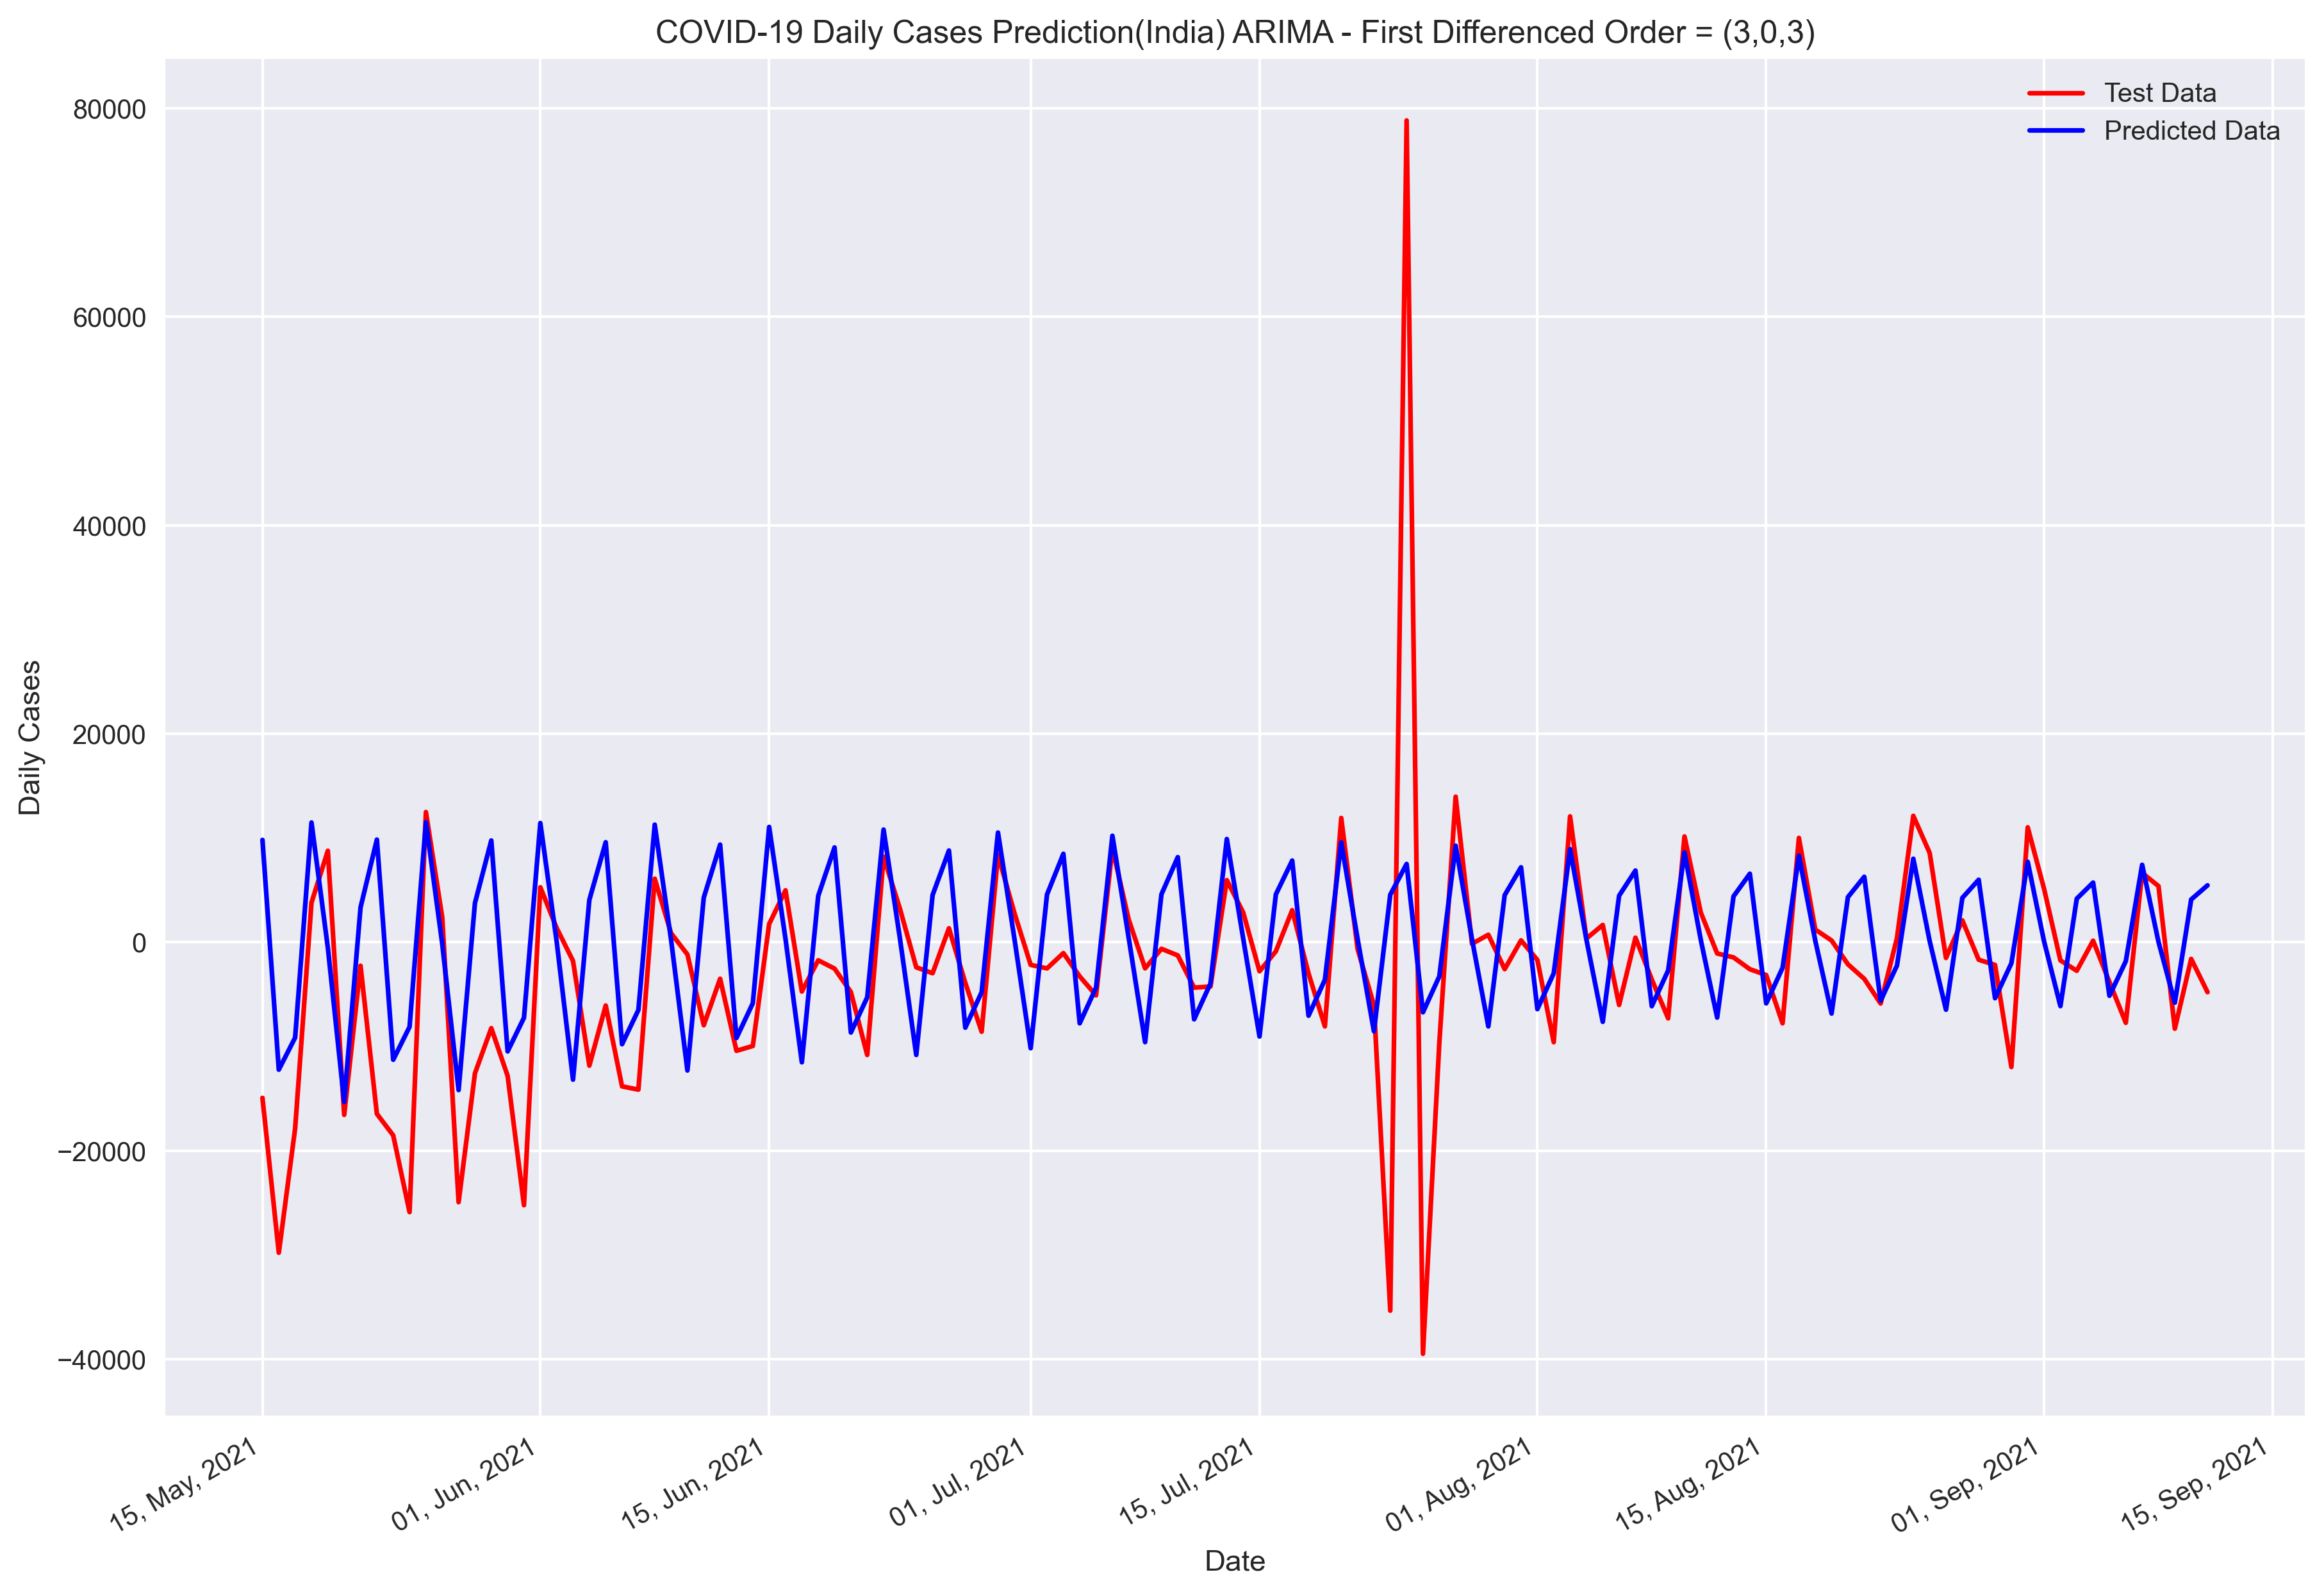 COVID-19 Daily Cases Prediction(India) ARIMA - First Differenced Order = (3,0,3)
Test Data
Predicted Data
80000
60000
40000
20000
0
−20000
−40000
Daily Cases
15, May, 2021
01, Jun, 2021
15, Jun, 2021
01, Jul, 2021
15, Jul, 2021
01, Aug, 2021
15, Aug, 2021
01, Sep, 2021
15, Sep, 2021
Date